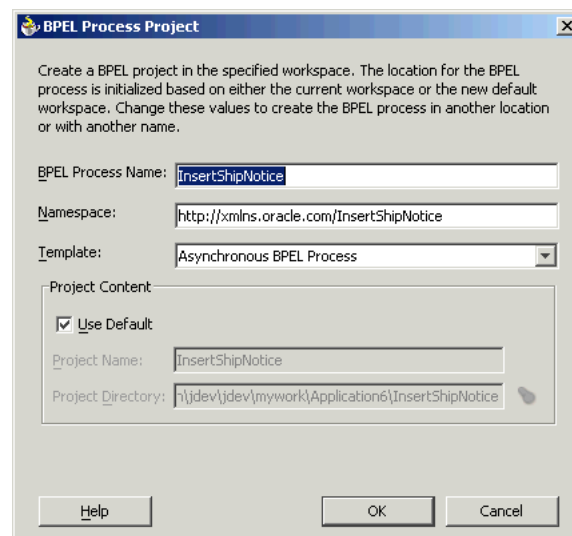 BPEL Process Project
Create a BPEL project in the specified workspace. The location for the BPEL
process is initialized based on either the current workspace or the new default
workspace. Change these values to create the BPEL process in another location
or with another name.
BPEL Process Name: InsertShipNotice
Namespace: http://xmlns.oracle.com/InsertShipNotice
Template: Asynchronous BPEL Process
Project Content
Use Default
Project Name: InsertShipNotice
Project Directory: \jdev\jdev\mywork\Application6\InsertShipNotice
Help OK Cancel